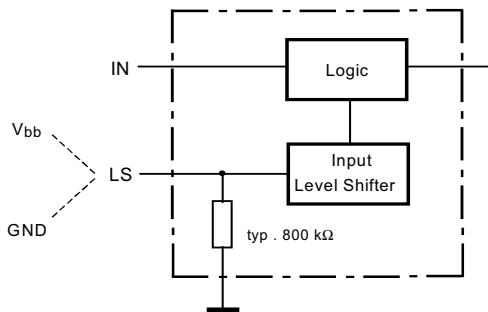 IN
Logic
Vbb
LS
Input
Level Shifter
GND
typ . 800 kΩ